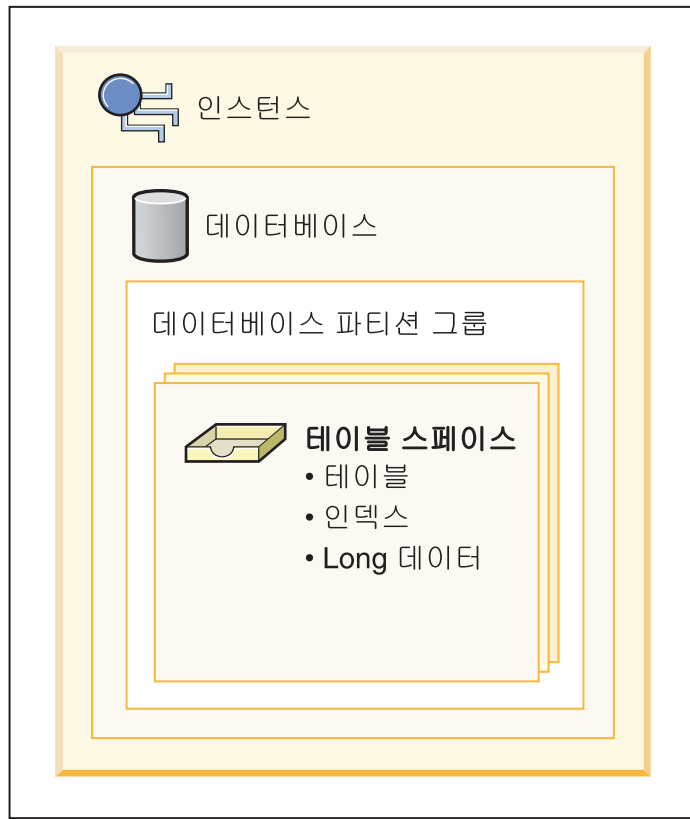 인스턴스
데이터베이스
데이터베이스 파티션 그룹
테이블 스페이스
• 테이블
• 인덱스
• Long 데이터